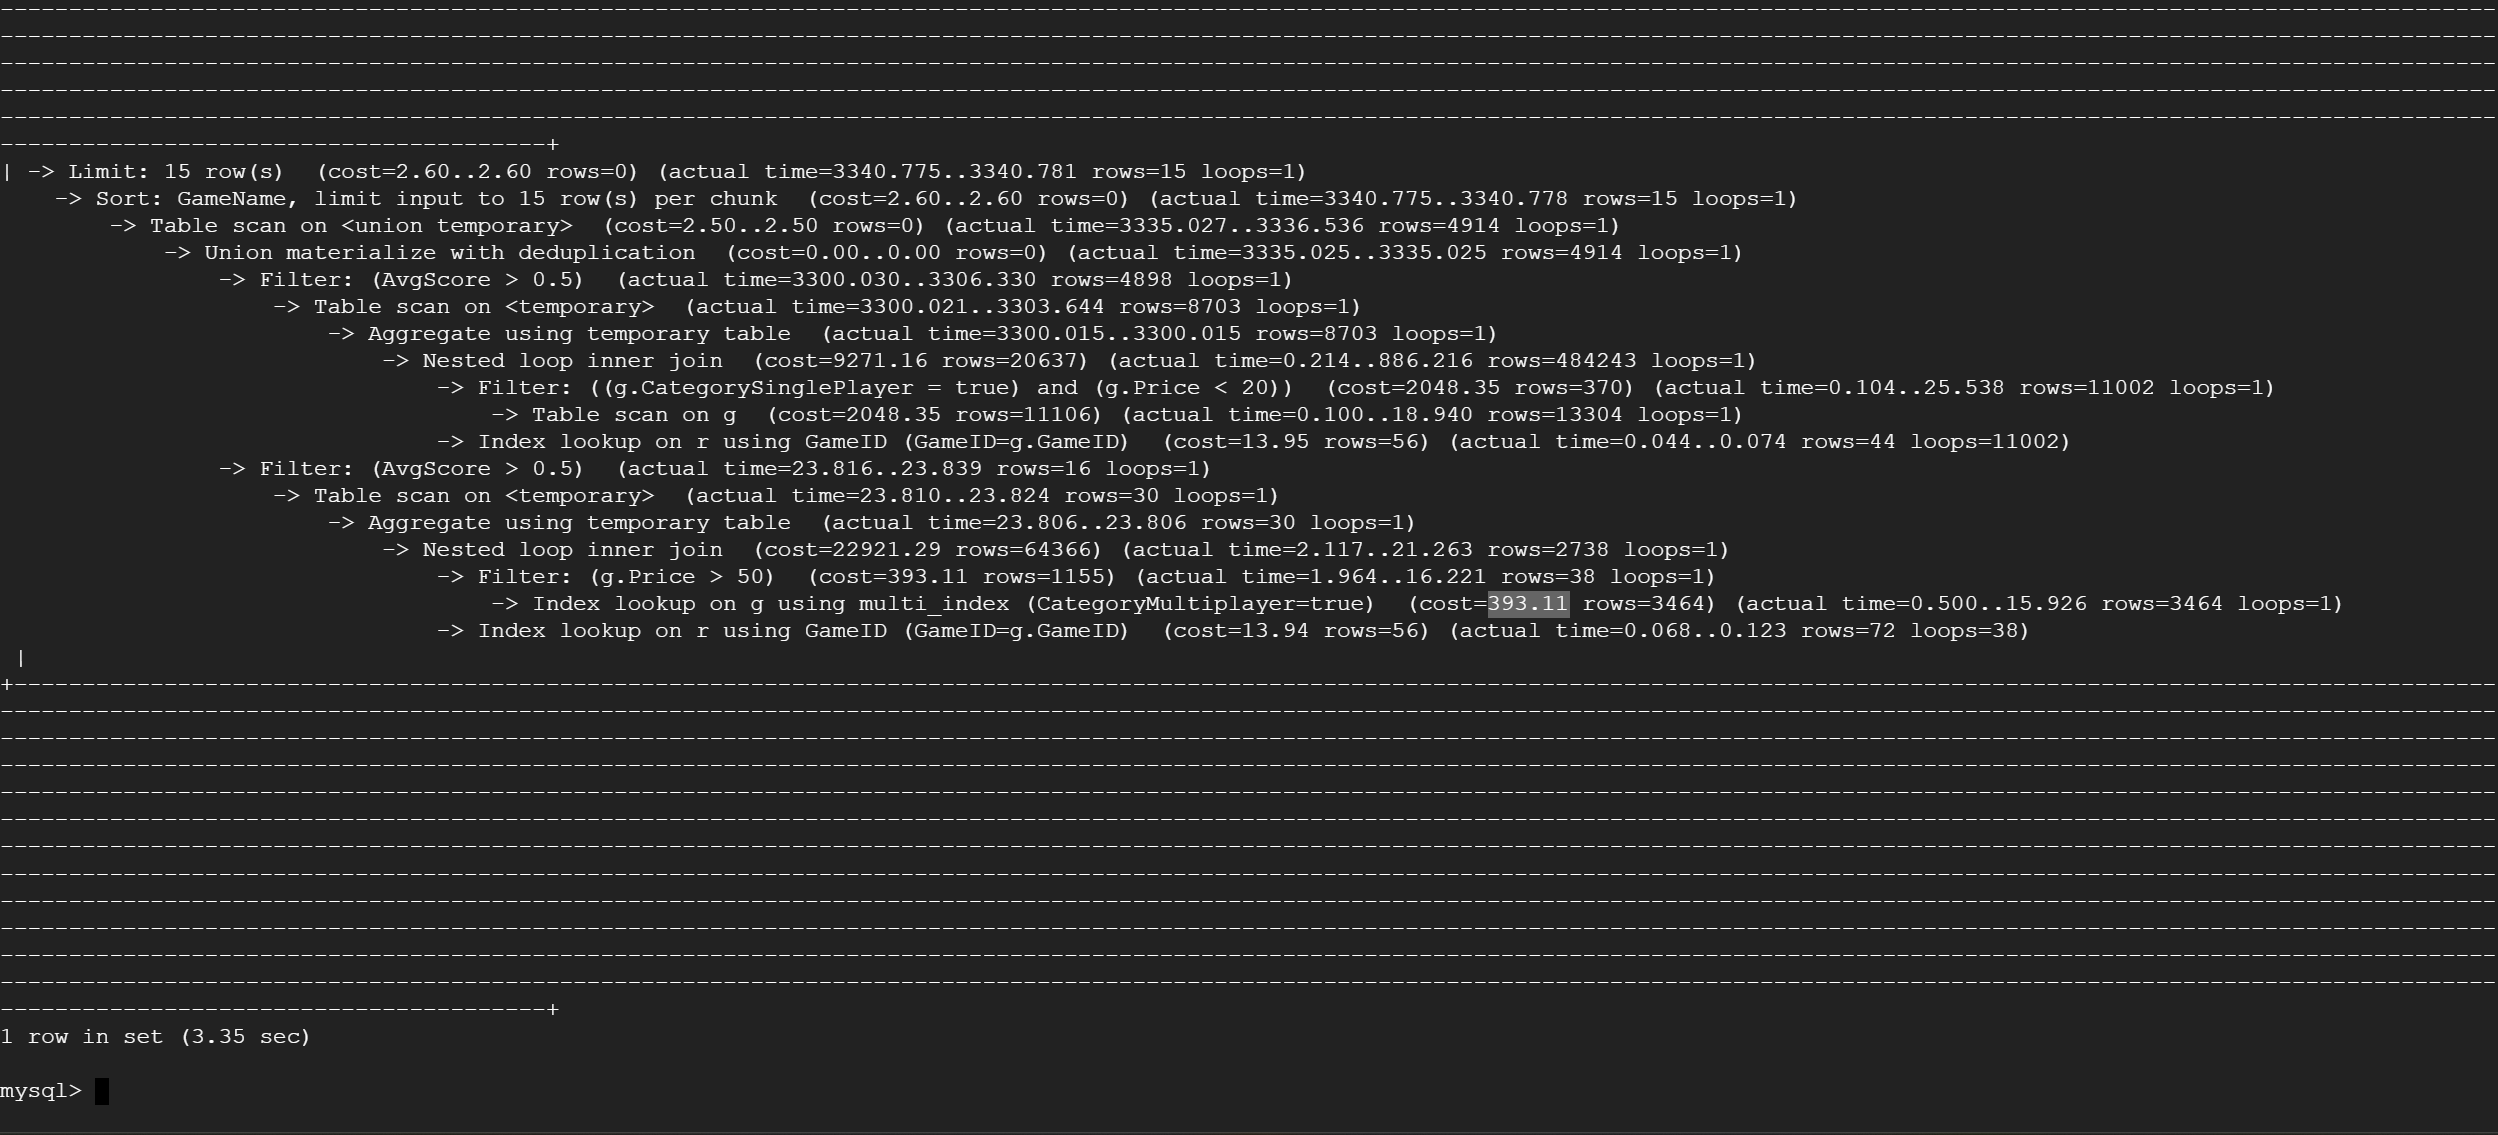 | -> Limit: 15 row(s)  (cost=2.60..2.60 rows=0) (actual time=3340.775..3340.781 rows=15 loops=1)
    -> Sort: GameName, limit input to 15 row(s) per chunk  (cost=2.60..2.60 rows=0) (actual time=3340.775..3340.778 rows=15 loops=1)
        -> Table scan on <union temporary>  (cost=2.50..2.50 rows=0) (actual time=3335.027..3336.536 rows=4914 loops=1)
            -> Union materialize with deduplication  (cost=0.00..0.00 rows=0) (actual time=3335.025..3335.025 rows=4914 loops=1)
                -> Filter: (AvgScore > 0.5)  (actual time=3300.030..3306.330 rows=4898 loops=1)
                    -> Table scan on <temporary>  (actual time=3300.021..3303.644 rows=8703 loops=1)
                        -> Aggregate using temporary table  (actual time=3300.015..3300.015 rows=8703 loops=1)
                            -> Nested loop inner join  (cost=9271.16 rows=20637) (actual time=0.214..886.216 rows=484243 loops=1)
                                -> Filter: ((g.CategorySinglePlayer = true) and (g.Price < 20))  (cost=2048.35 rows=370) (actual time=0.104..25.538 rows=11002 loops=1)
                                    -> Table scan on g  (cost=2048.35 rows=11106) (actual time=0.100..18.940 rows=13304 loops=1)
                                -> Index lookup on r using GameID (GameID=g.GameID)  (cost=13.95 rows=56) (actual time=0.044..0.074 rows=44 loops=11002)
                -> Filter: (AvgScore > 0.5)  (actual time=23.816..23.839 rows=16 loops=1)
                    -> Table scan on <temporary>  (actual time=23.810..23.824 rows=30 loops=1)
                        -> Aggregate using temporary table  (actual time=23.806..23.806 rows=30 loops=1)
                            -> Nested loop inner join  (cost=22921.29 rows=64366) (actual time=2.117..21.263 rows=2738 loops=1)
                                -> Filter: (g.Price > 50)  (cost=393.11 rows=1155) (actual time=1.964..16.221 rows=38 loops=1)
                                    -> Index lookup on g using multi_index (CategoryMultiplayer=true)  (cost=393.11 rows=3464) (actual time=0.500..15.926 rows=3464 loops=1)
                                -> Index lookup on r using GameID (GameID=g.GameID)  (cost=13.94 rows=56) (actual time=0.068..0.123 rows=72 loops=38)
 |
1 row in set (3.35 sec)
mysql>